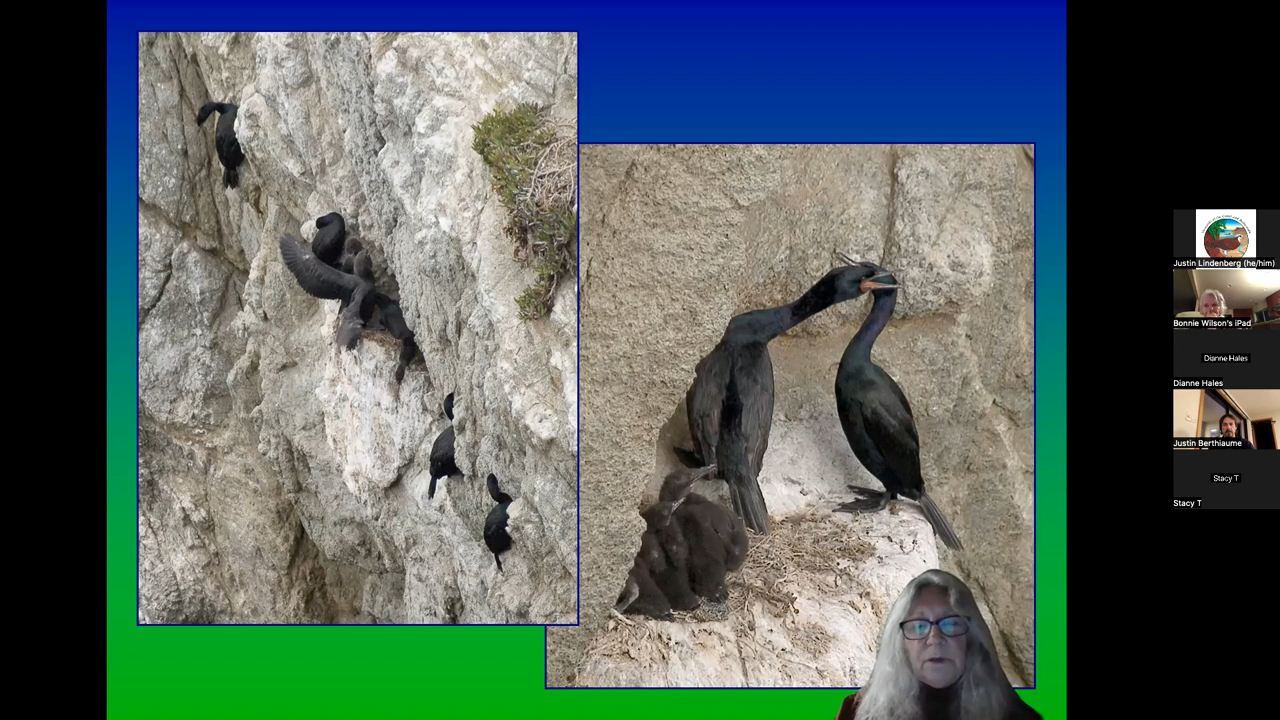 Justin Lindenberg (he/him)
Bonnie Wilson's iPad
Dianne Hales
Dianne Hales
Justin Berthiaume
Stacy T
Stacy T